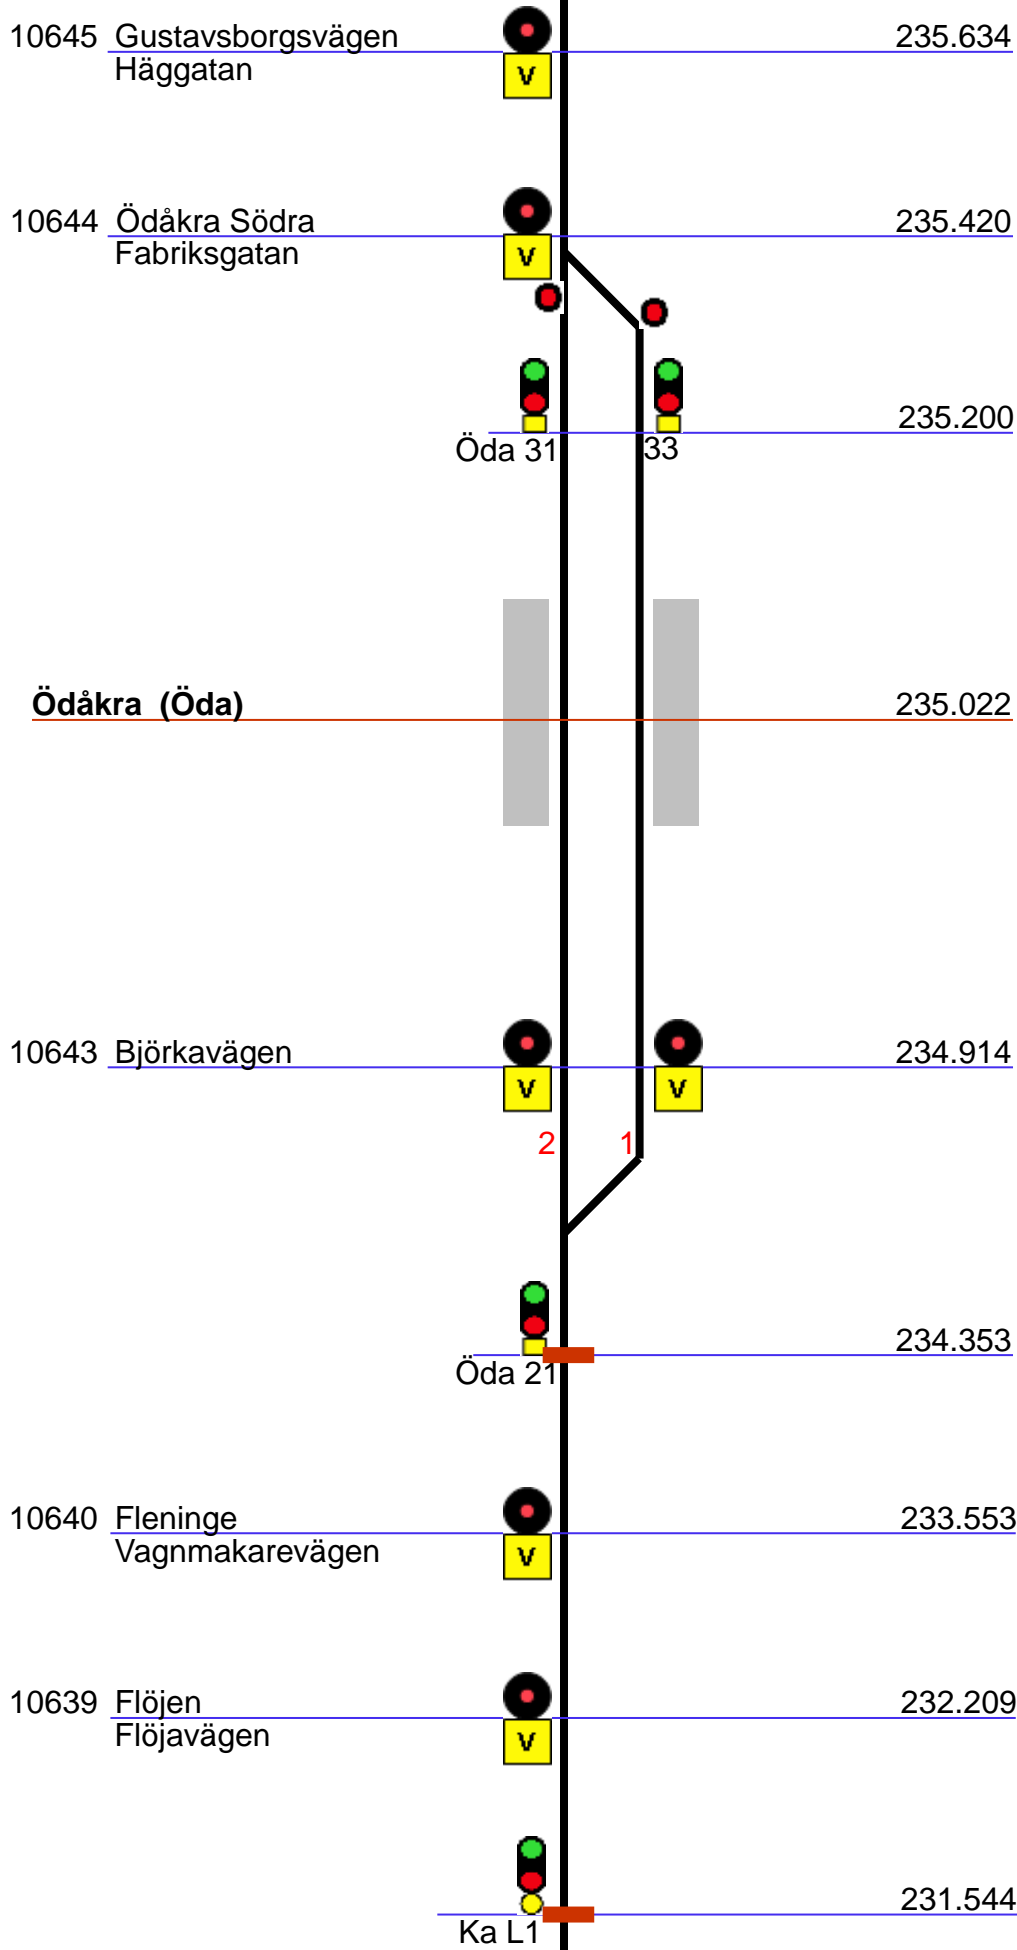 10645 Gustavsborgsvägen 235.634
Häggatan
V
10644 Ödåkra Södra 235.420
Fabriksgatan
V
235.200
Öda 31 33
Ödåkra (Öda) 235.022
10643 Björkavägen 234.914
V V
2 1
234.353
Öda 21
10640 Fleninge 233.553
Vagnmakarevägen
V
10639 Flöjen 232.209
Flöjavägen
V
231.544
Ka L1